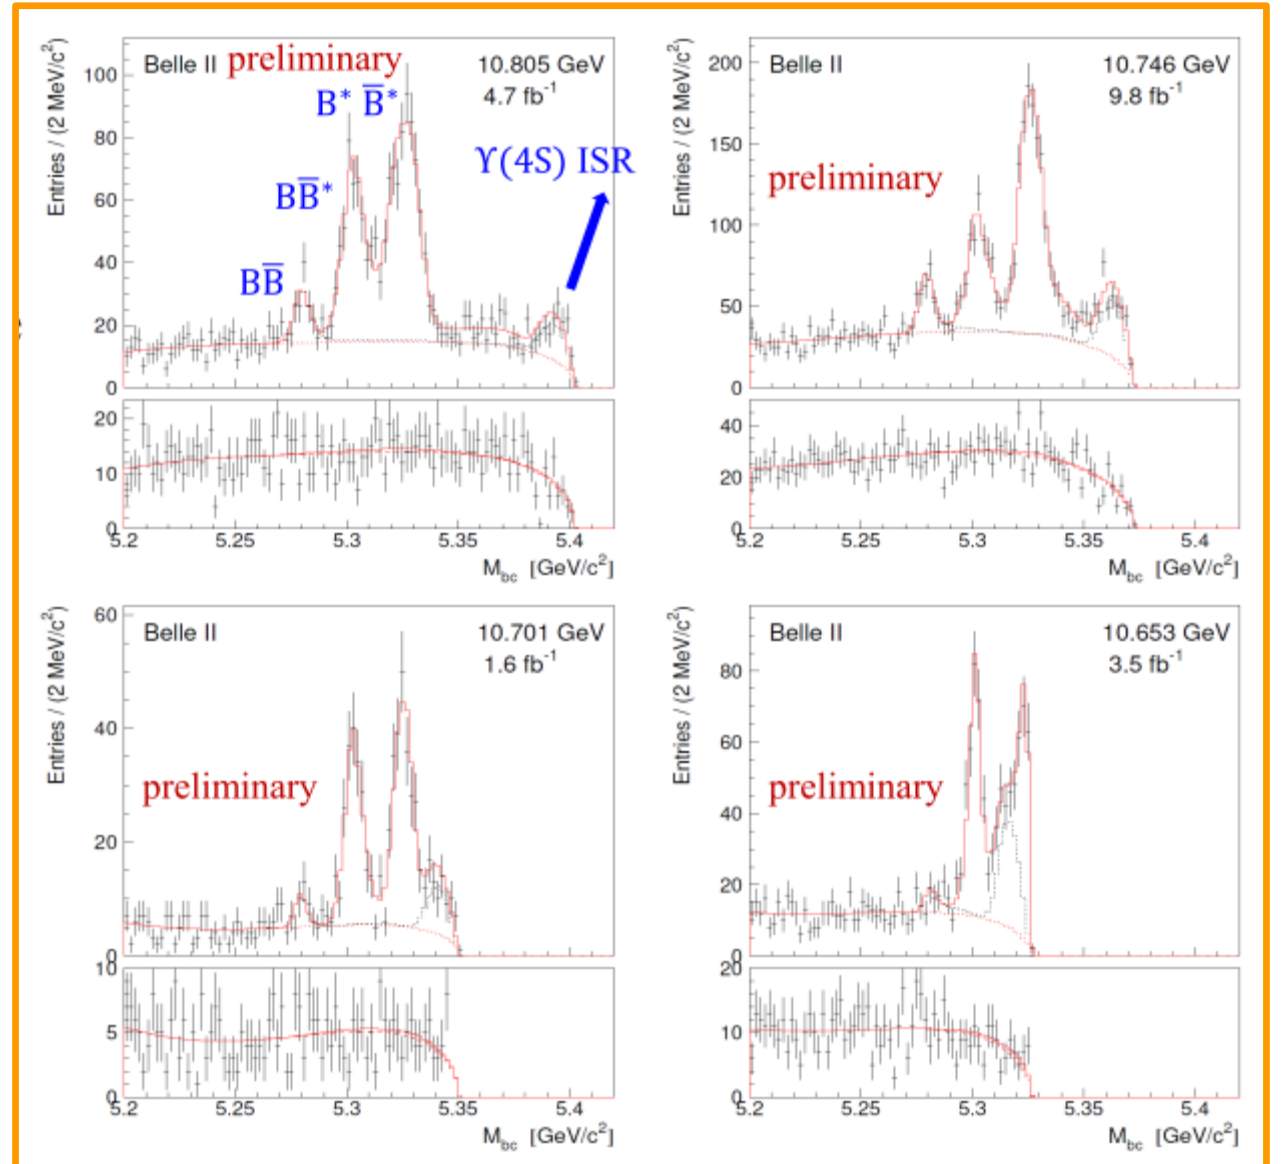 Belle II preliminary 10.805 GeV
4.7 fb⁻¹
B* B̅*
ϒ(4S) ISR
BB̅*
BB̅
Entries / (2 MeV/c²)
100
80
60
40
20
0
20
10
0
5.2 5.25 5.3 5.35 5.4
M_bc [GeV/c²]
Belle II 10.746 GeV
9.8 fb⁻¹
preliminary
Entries / (2 MeV/c²)
200
150
100
50
0
40
20
0
5.2 5.25 5.3 5.35 5.4
M_bc [GeV/c²]
Belle II 10.701 GeV
1.6 fb⁻¹
preliminary
Entries / (2 MeV/c²)
60
40
20
0
10
5
0
5.2 5.25 5.3 5.35 5.4
M_bc [GeV/c²]
Belle II 10.653 GeV
3.5 fb⁻¹
preliminary
Entries / (2 MeV/c²)
80
60
40
20
0
20
10
0
5.2 5.25 5.3 5.35 5.4
M_bc [GeV/c²]